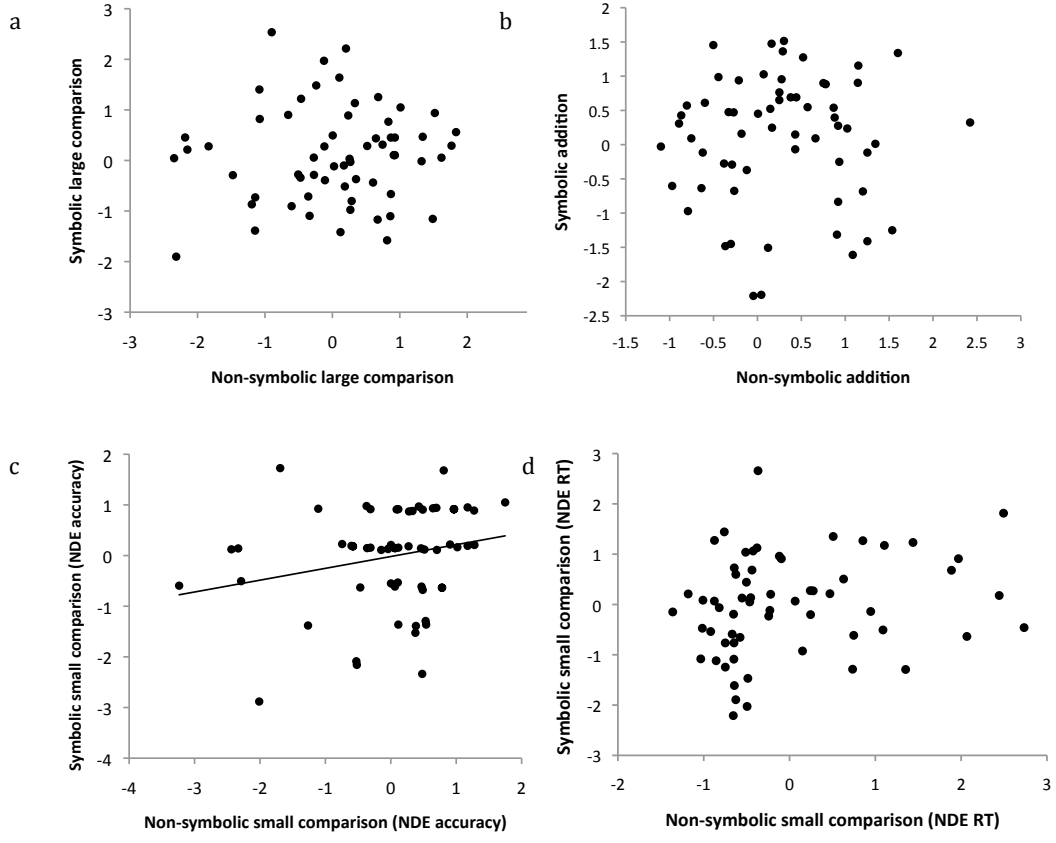 a
3
2
1
0
-1
-2
-3
-3 -2 -1 0 1 2
Symbolic large comparison
Non-symbolic large comparison
b
2
1.5
1
0.5
0
-0.5
-1
-1.5
-2
-2.5
-1.5 -1 -0.5 0 0.5 1 1.5 2 2.5 3
Symbolic addition
Non-symbolic addition
c
2
1
0
-1
-2
-3
-4
-4 -3 -2 -1 0 1 2
Symbolic small comparison (NDE accuracy)
Non-symbolic small comparison (NDE accuracy)
d
3
2
1
0
-1
-2
-3
-2 -1 0 1 2 3
Symbolic small comparison (NDE RT)
Non-symbolic small comparison (NDE RT)